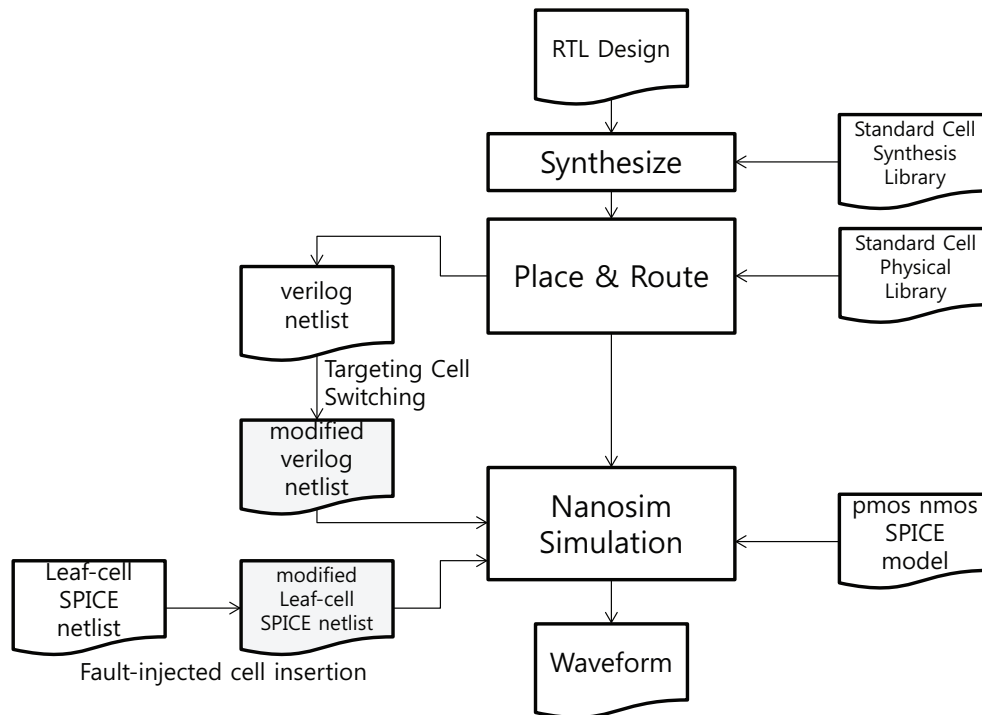 RTL Design
Standard Cell
Synthesis
Library
Synthesize
Standard Cell
Physical
Library
Place & Route
verilog
netlist
Targeting Cell
Switching
modified
verilog
netlist
Nanosim
Simulation
pmos nmos
SPICE
model
Leaf-cell
SPICE
netlist
modified
Leaf-cell
SPICE netlist
Fault-injected cell insertion
Waveform